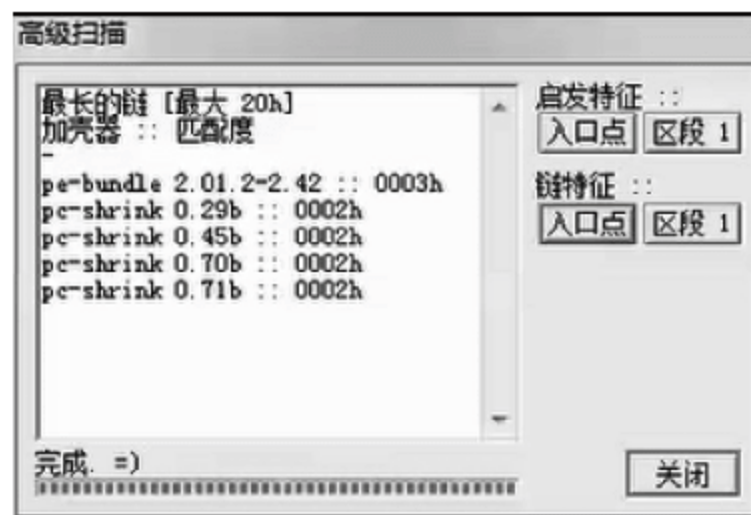 高级扫描
最长的链 [最大 20h]
加壳器 :: 匹配度
-
pe-bundle 2.01.2-2.42 :: 0003h
pc-shrink 0.29b :: 0002h
pc-shrink 0.45b :: 0002h
pc-shrink 0.70b :: 0002h
pc-shrink 0.71b :: 0002h
启发特征 ::
入口点 区段 1
链特征 ::
入口点 区段 1
完成. =)
关闭